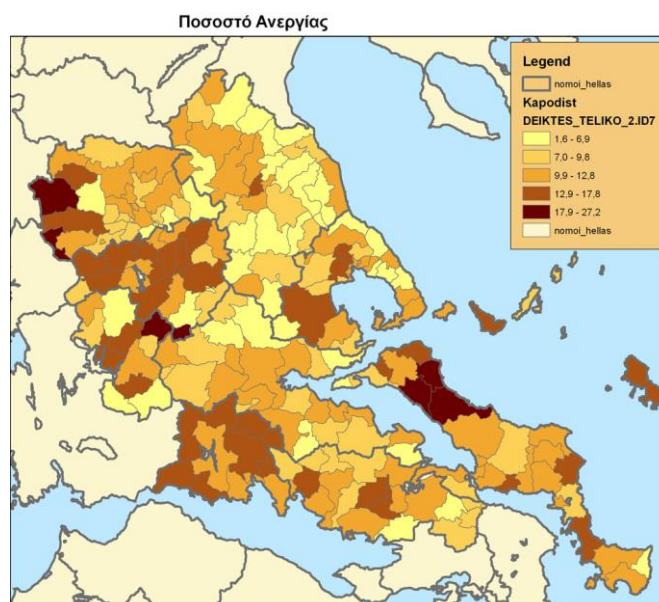 Ποσοστό Ανεργίας
Legend
nomoi_hellas
Kapodist
DEIKTES_TELIKO_2.ID7
1,6 - 6,9
7,0 - 9,8
9,9 - 12,8
12,9 - 17,8
17,9 - 27,2
nomoi_hellas